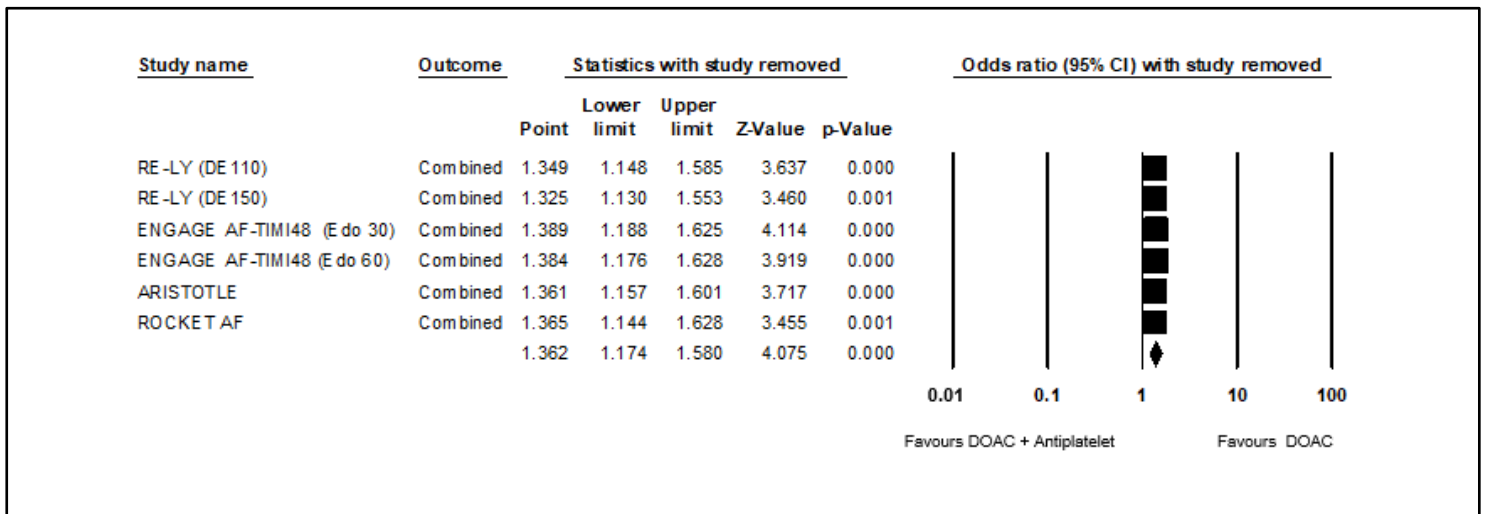 Study name Outcome Statistics with study removed Odds ratio (95% CI) with study removed
Lower Upper
Point limit limit Z-Value p-Value
RE-LY (DE 110) Combined 1.349 1.148 1.585 3.637 0.000
RE-LY (DE 150) Combined 1.325 1.130 1.553 3.460 0.001
ENGAGE AF-TIMI48 (Edo 30) Combined 1.389 1.188 1.625 4.114 0.000
ENGAGE AF-TIMI48 (Edo 60) Combined 1.384 1.176 1.628 3.919 0.000
ARISTOTLE Combined 1.361 1.157 1.601 3.717 0.000
ROCKET AF Combined 1.365 1.144 1.628 3.455 0.001
1.362 1.174 1.580 4.075 0.000
0.01 0.1 1 10 100
Favours DOAC + Antiplatelet Favours DOAC